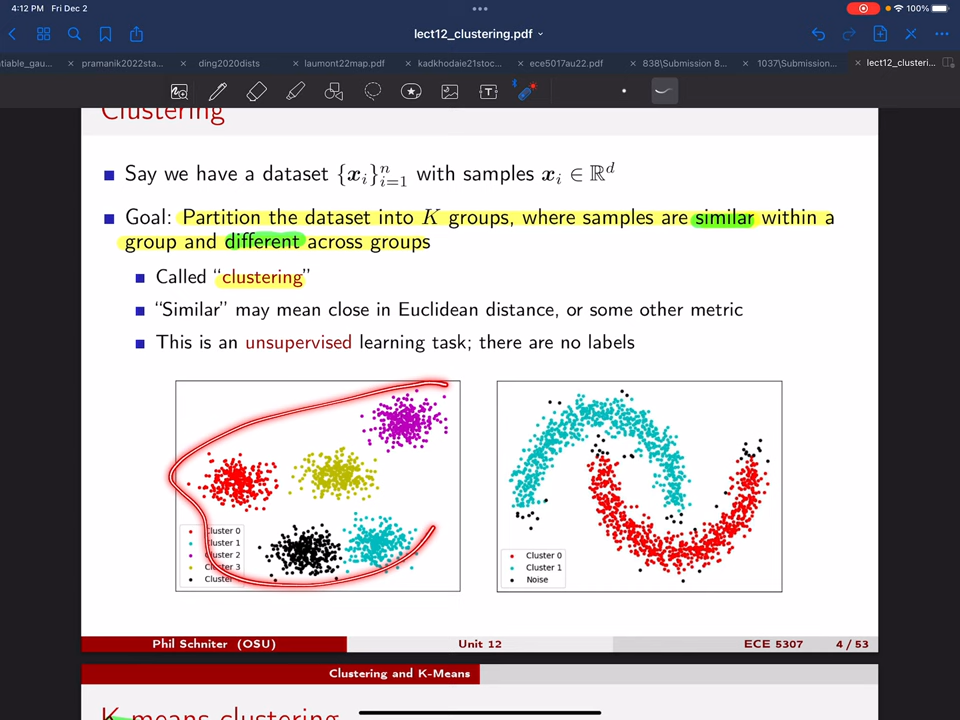 4:12 PM Fri Dec 2
100%
lect12_clustering.pdf
tiable_gau...
pramanik2022sta...
ding2020dists
laumont22map.pdf
kadkhodaie21stoc...
ece5017au22.pdf
838\Submission 8...
1037\Submission...
lect12_clusteri...
Clustering
Say we have a dataset {x_i}_{i=1}^n with samples x_i ∈ ℝ^d
Goal: Partition the dataset into K groups, where samples are similar within a
group and different across groups
Called “clustering”
“Similar” may mean close in Euclidean distance, or some other metric
This is an unsupervised learning task; there are no labels
Cluster 0
Cluster 1
Cluster 2
Cluster 3
Cluster
Cluster 0
Cluster 1
Noise
Phil Schniter (OSU)
Unit 12
ECE 5307
4 / 53
Clustering and K-Means
K-means clustering